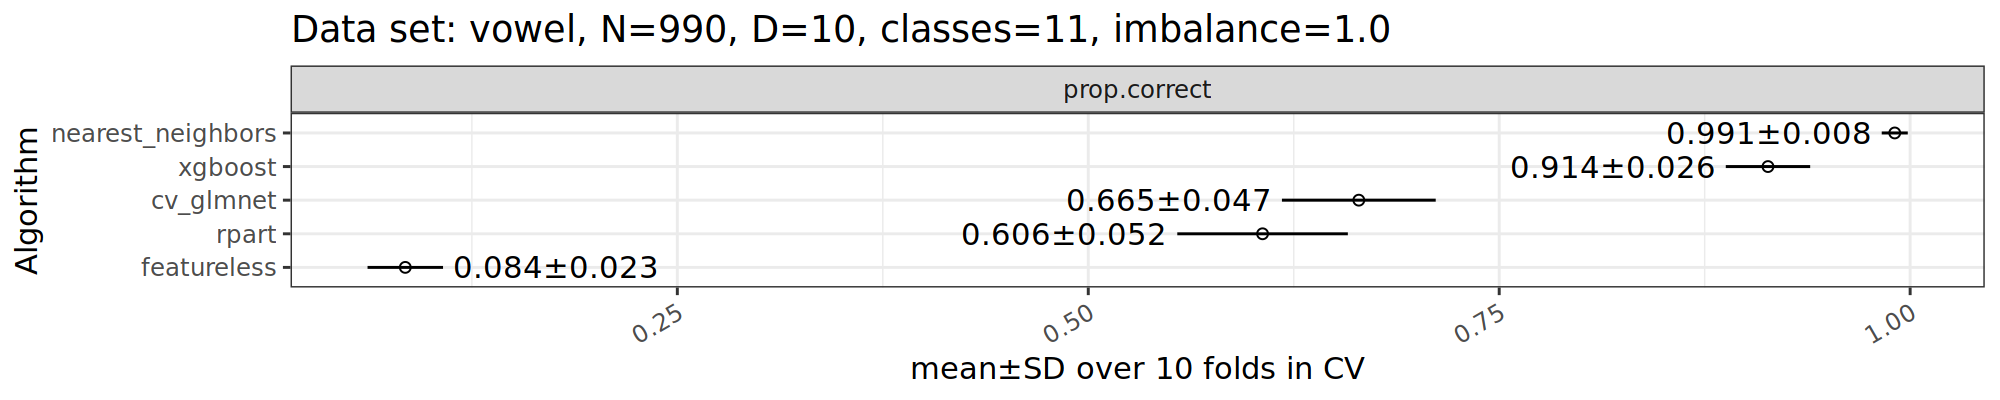 Data set: vowel, N=990, D=10, classes=11, imbalance=1.0
prop.correct
Algorithm
nearest_neighbors 0.991±0.008
xgboost 0.914±0.026
cv_glmnet 0.665±0.047
rpart 0.606±0.052
featureless 0.084±0.023
0.25 0.50 0.75 1.00
mean±SD over 10 folds in CV